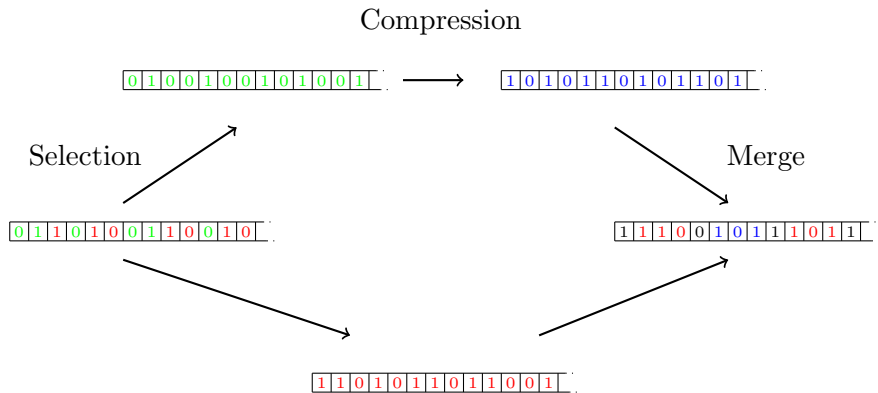 Compression
0 1 0 0 1 0 0 1 0 1 0 0 1
1 0 1 0 1 1 0 1 0 1 1 0 1
Selection
Merge
0 1 1 0 1 0 0 1 1 0 0 1 0
1 1 1 0 0 1 0 1 1 1 0 1 1
1 1 0 1 0 1 1 0 1 1 0 0 1